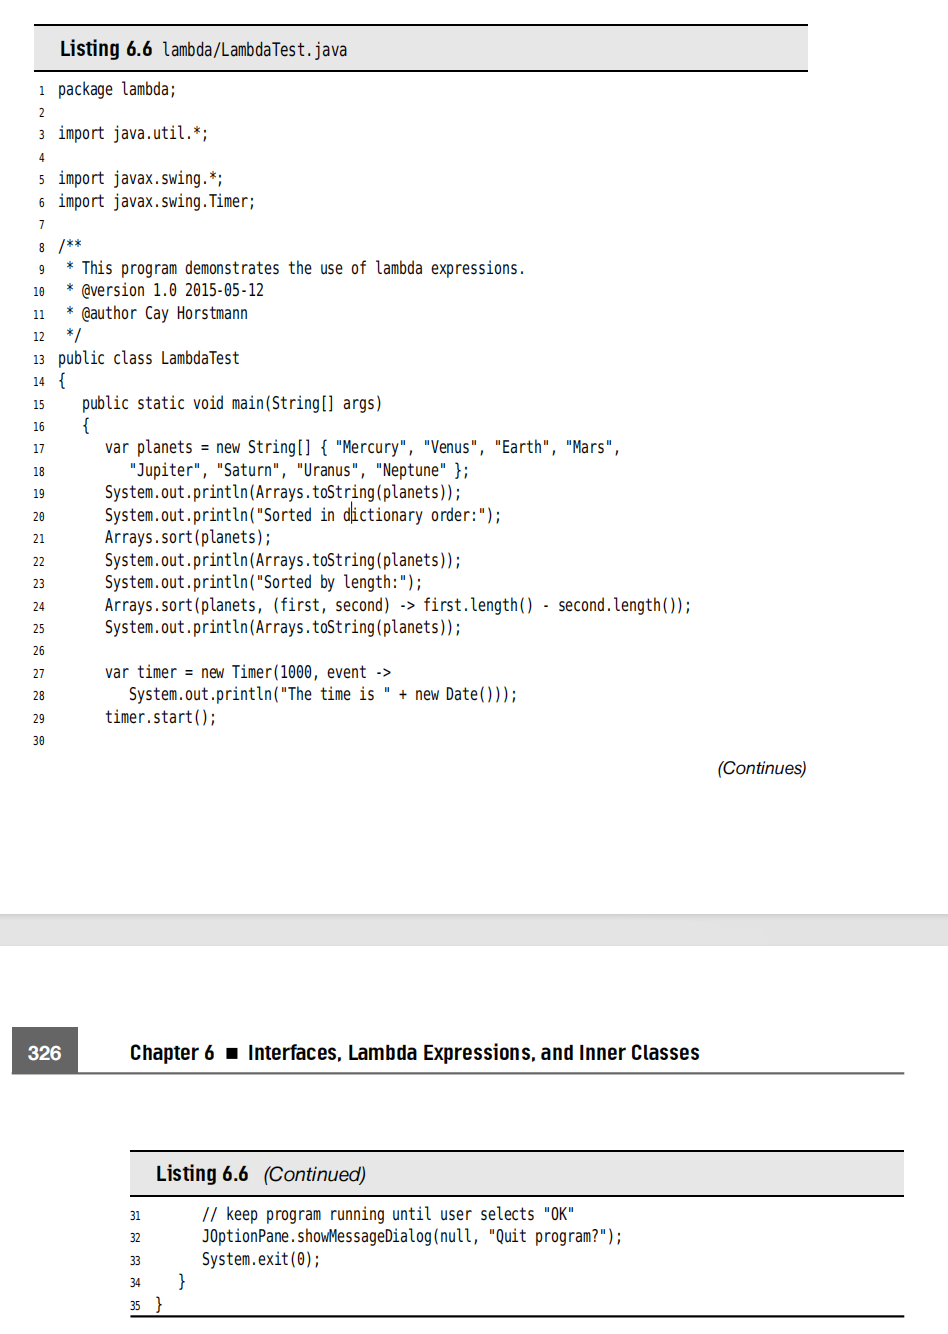 Listing 6.6 lambda/LambdaTest.java
1 package lambda;
2
3 import java.util.*;
4
5 import javax.swing.*;
6 import javax.swing.Timer;
7
8 /**
9  * This program demonstrates the use of lambda expressions.
10  * @version 1.0 2015-05-12
11  * @author Cay Horstmann
12  */
13 public class LambdaTest
14 {
15    public static void main(String[] args)
16    {
17       var planets = new String[] { "Mercury", "Venus", "Earth", "Mars",
18          "Jupiter", "Saturn", "Uranus", "Neptune" };
19       System.out.println(Arrays.toString(planets));
20       System.out.println("Sorted in dictionary order:");
21       Arrays.sort(planets);
22       System.out.println(Arrays.toString(planets));
23       System.out.println("Sorted by length:");
24       Arrays.sort(planets, (first, second) -> first.length() - second.length());
25       System.out.println(Arrays.toString(planets));
26
27       var timer = new Timer(1000, event ->
28          System.out.println("The time is " + new Date()));
29       timer.start();
30
(Continues)
326 Chapter 6 ■ Interfaces, Lambda Expressions, and Inner Classes
Listing 6.6 (Continued)
31       // keep program running until user selects "OK"
32       JOptionPane.showMessageDialog(null, "Quit program?");
33       System.exit(0);
34    }
35 }